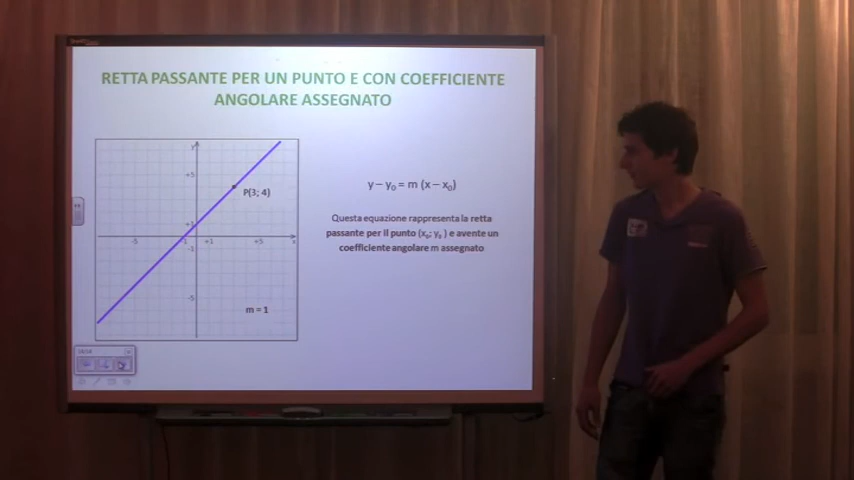 RETTA PASSANTE PER UN PUNTO E CON COEFFICIENTE
ANGOLARE ASSEGNATO
y
+5
P(3; 4)
+1
-5
-1
+1
+5
x
-1
-5
m = 1
y – y₀ = m (x – x₀)
Questa equazione rappresenta la retta
passante per il punto (x₀; y₀ ) e avente un
coefficiente angolare m assegnato